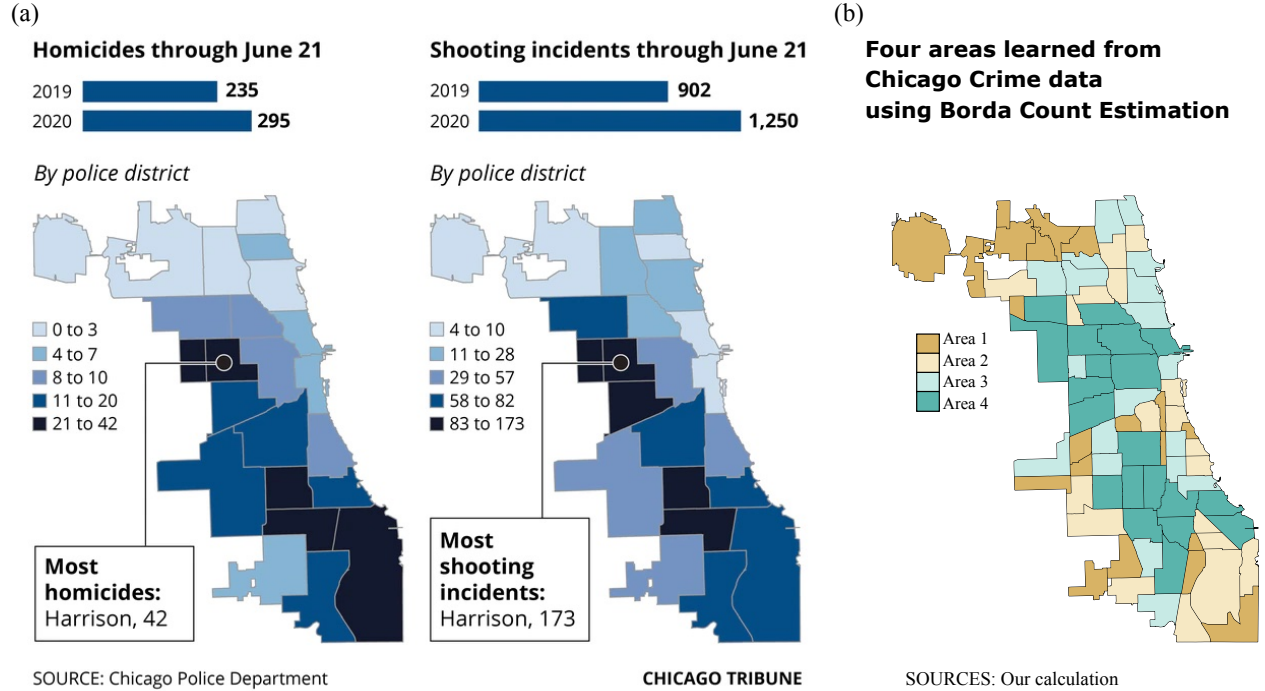 (a)
Homicides through June 21
2019 235
2020 295
By police district
0 to 3
4 to 7
8 to 10
11 to 20
21 to 42
Most
homicides:
Harrison, 42
Shooting incidents through June 21
2019 902
2020 1,250
By police district
4 to 10
11 to 28
29 to 57
58 to 82
83 to 173
Most
shooting
incidents:
Harrison, 173
SOURCE: Chicago Police Department
CHICAGO TRIBUNE
(b)
Four areas learned from
Chicago Crime data
using Borda Count Estimation
Area 1
Area 2
Area 3
Area 4
SOURCES: Our calculation